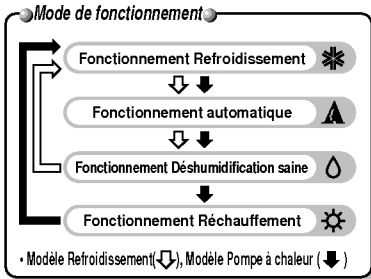 Mode de fonctionnement
Fonctionnement Refroidissement
Fonctionnement automatique
Fonctionnement Déshumidification saine
Fonctionnement Réchauffement
• Modèle Refroidissement(⇩), Modèle Pompe à chaleur (⬇)